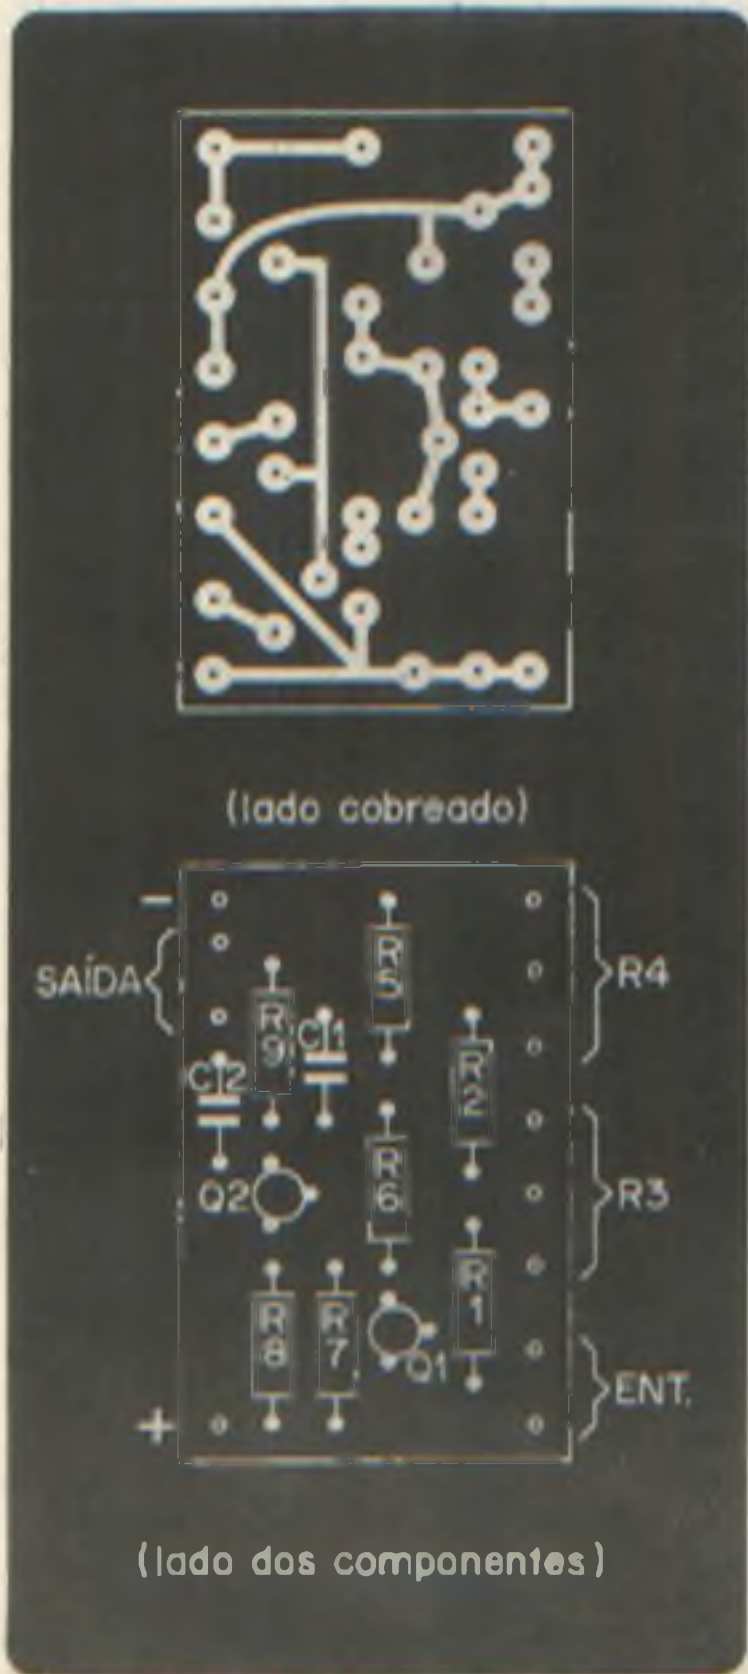 (lado cobreado)
−
SAÍDA
R5
R4
R9
C1
C2
R2
Q2
R6
R3
R8
R7
R1
Q1
ENT.
+
(lado dos componentes)